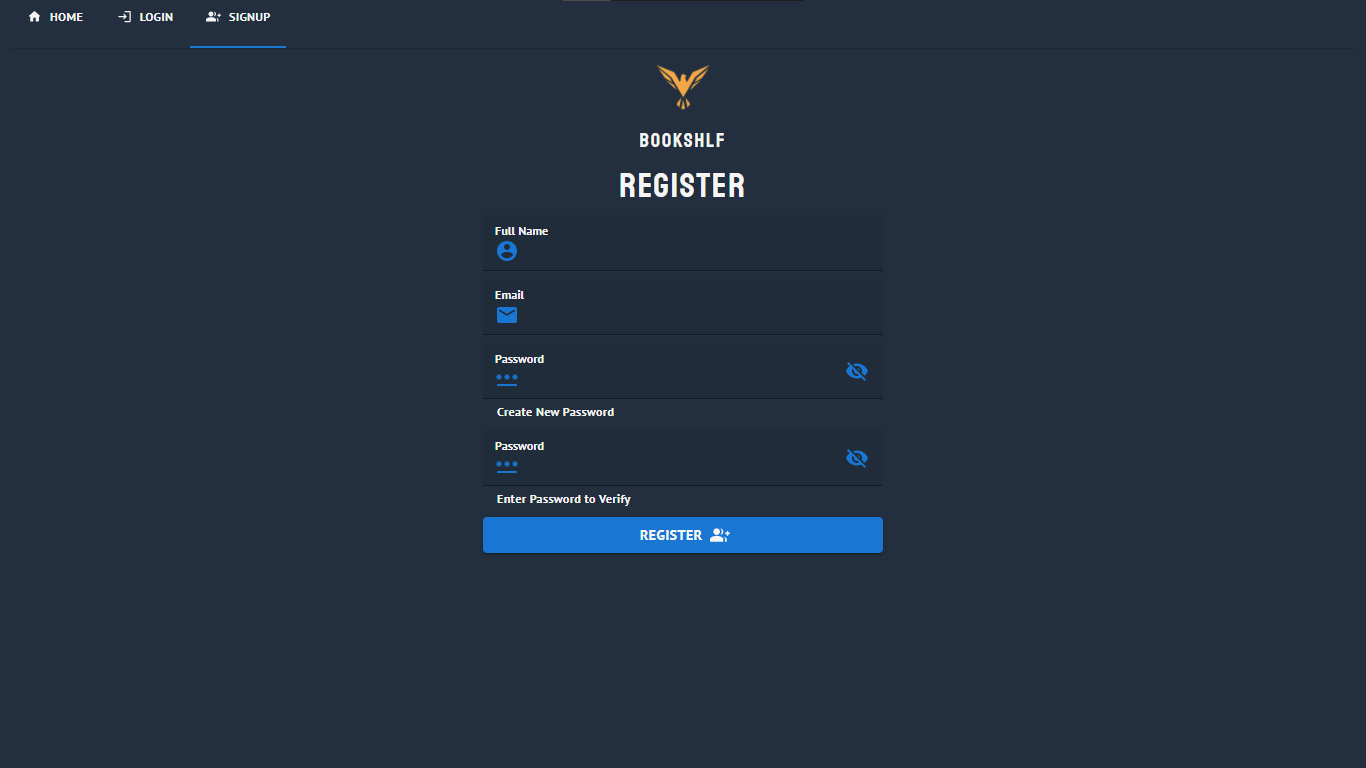 HOME LOGIN SIGNUP
BOOKSHLF
REGISTER
Full Name
Email
Password
Create New Password
Password
Enter Password to Verify
REGISTER